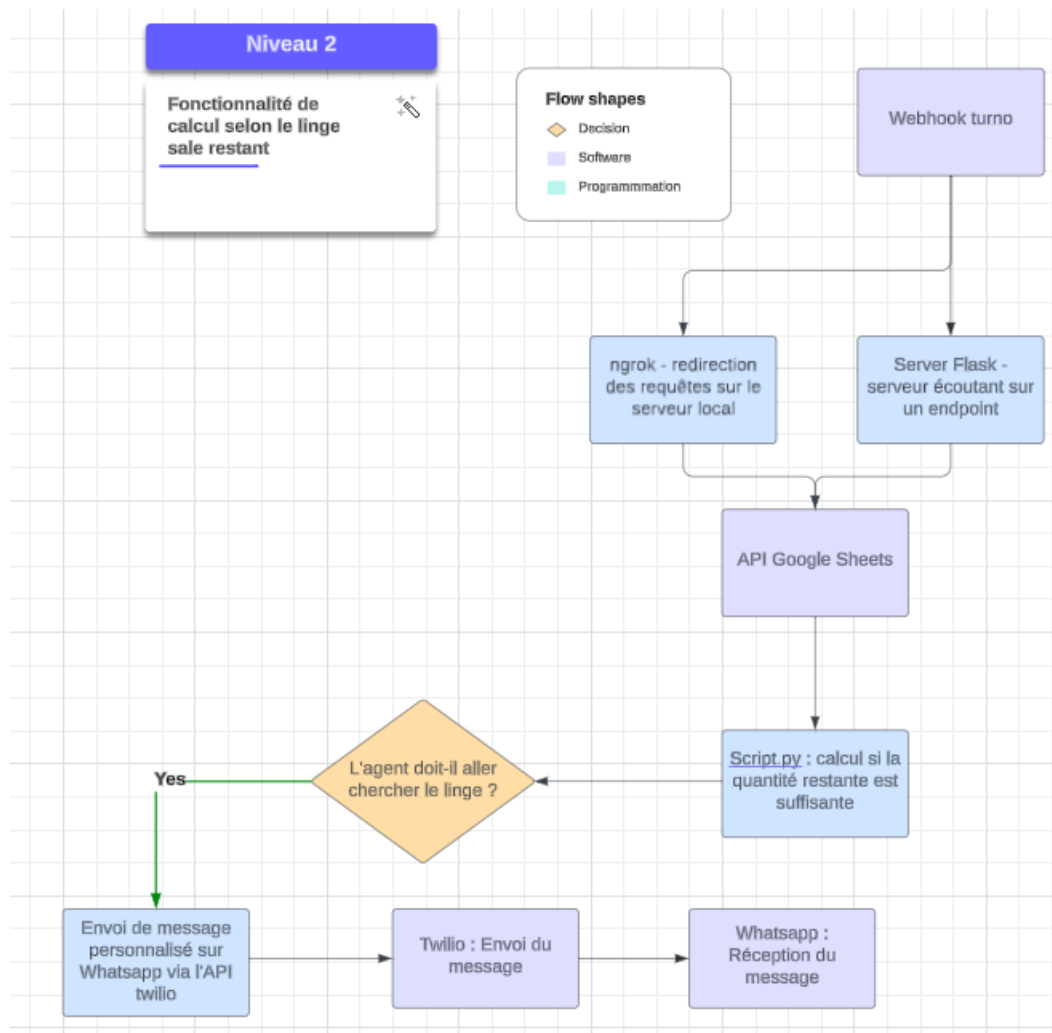 Niveau 2
Fonctionnalité de
calcul selon le linge
sale restant
Flow shapes
Decision
Software
Programmmation
Webhook turno
ngrok - redirection
des requêtes sur le
serveur local
Server Flask -
serveur écoutant sur
un endpoint
API Google Sheets
Script.py : calcul si la
quantité restante est
suffisante
L'agent doit-il aller
chercher le linge ?
Yes
Envoi de message
personnalisé sur
Whatsapp via l'API
twilio
Twilio : Envoi du
message
Whatsapp :
Réception du
message